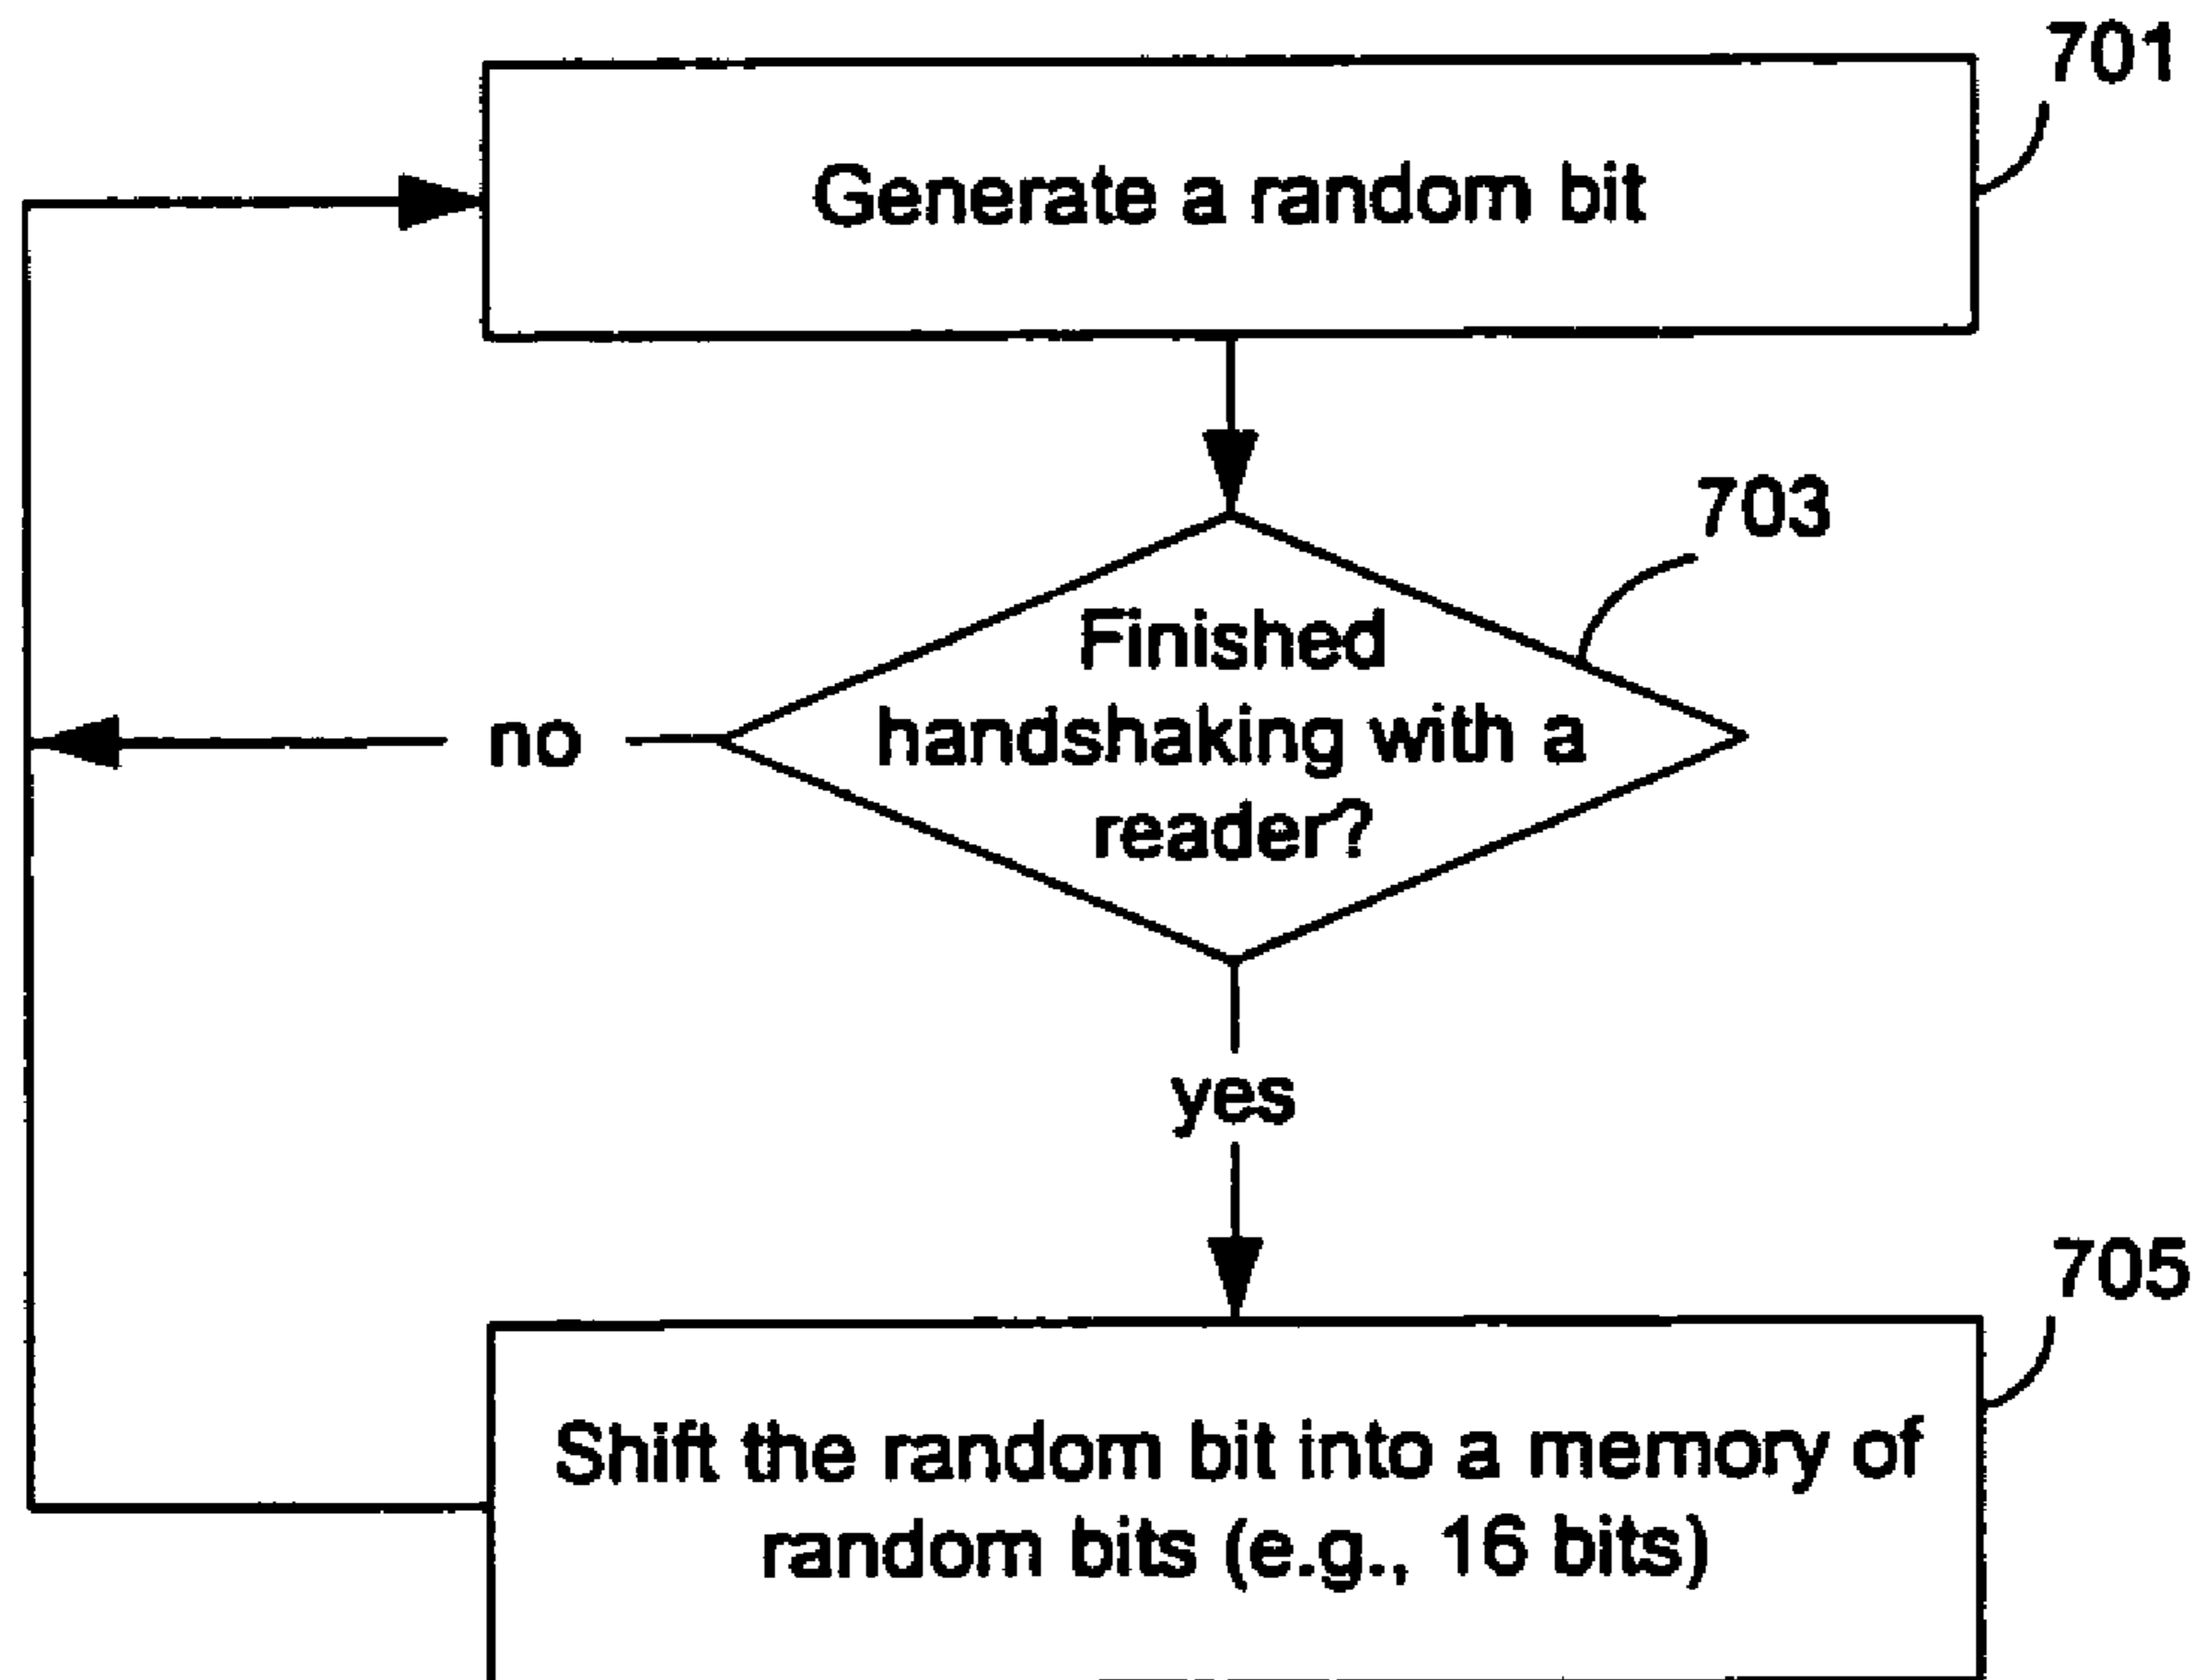 701
Generate a random bit
703
Finished
handshaking with a
reader?
no
yes
705
Shift the random bit into a memory of
random bits (e.g., 16 bits)